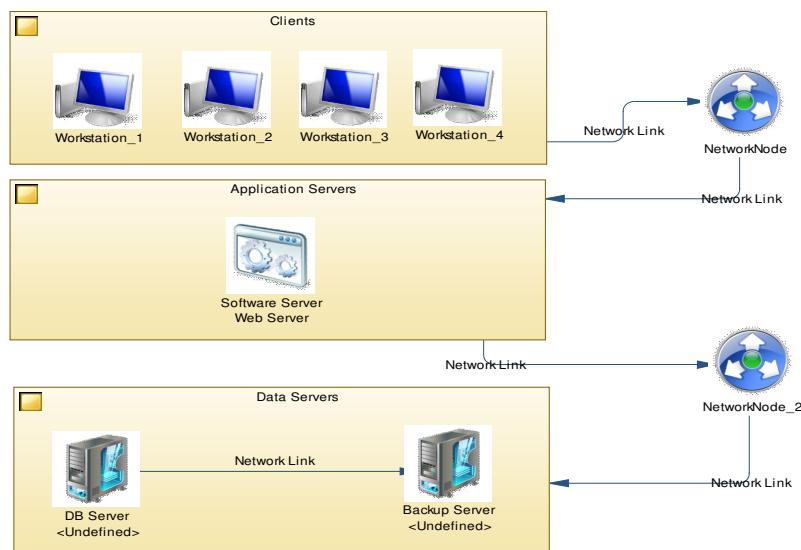 Clients
Workstation_1
Workstation_2
Workstation_3
Workstation_4
Network Link
NetworkNode
Network Link
Application Servers
Software Server
Web Server
Network Link
NetworkNode_2
Network Link
Data Servers
Network Link
DB Server
<Undefined>
Backup Server
<Undefined>